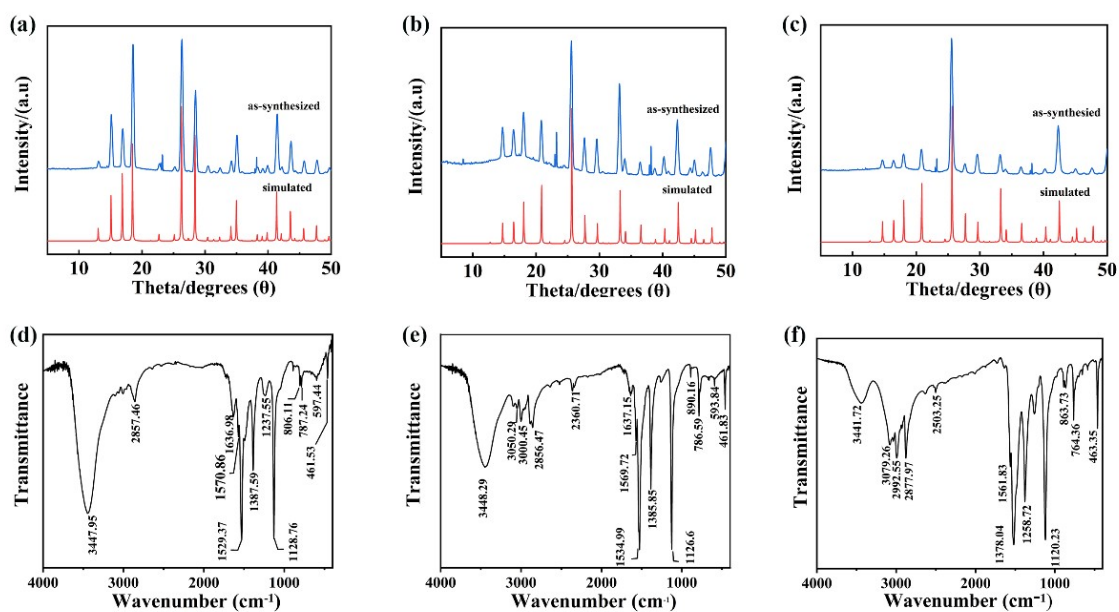 (a)
Intensity/(a.u)
as-synthesized
simulated
10 20 30 40 50
Theta/degrees (θ)
(b)
Intensity/(a.u)
as-synthesized
simulated
10 20 30 40 50
Theta/degrees (θ)
(c)
Intensity/(a.u)
as-synthesied
simulated
10 20 30 40 50
Theta/degrees (θ)
(d)
Transmittance
3447.95
2857.46
1636.98
1570.86
1529.37
1387.59
1237.55
1128.76
806.11
787.24
597.44
461.53
4000 3000 2000 1000
Wavenumber (cm⁻¹)
(e)
Transmittance
3448.29
3050.29
3000.45
2856.47
2360.71
1637.15
1569.72
1534.99
1385.85
1126.6
890.16
786.59
593.84
461.83
4000 3000 2000 1000
Wavenumber (cm⁻¹)
(f)
Transmittance
3441.72
3079.26
2992.55
2877.97
2503.25
1561.83
1378.04
1258.72
1120.23
863.73
764.36
463.35
4000 3000 2000 1000
Wavenumber (cm⁻¹)